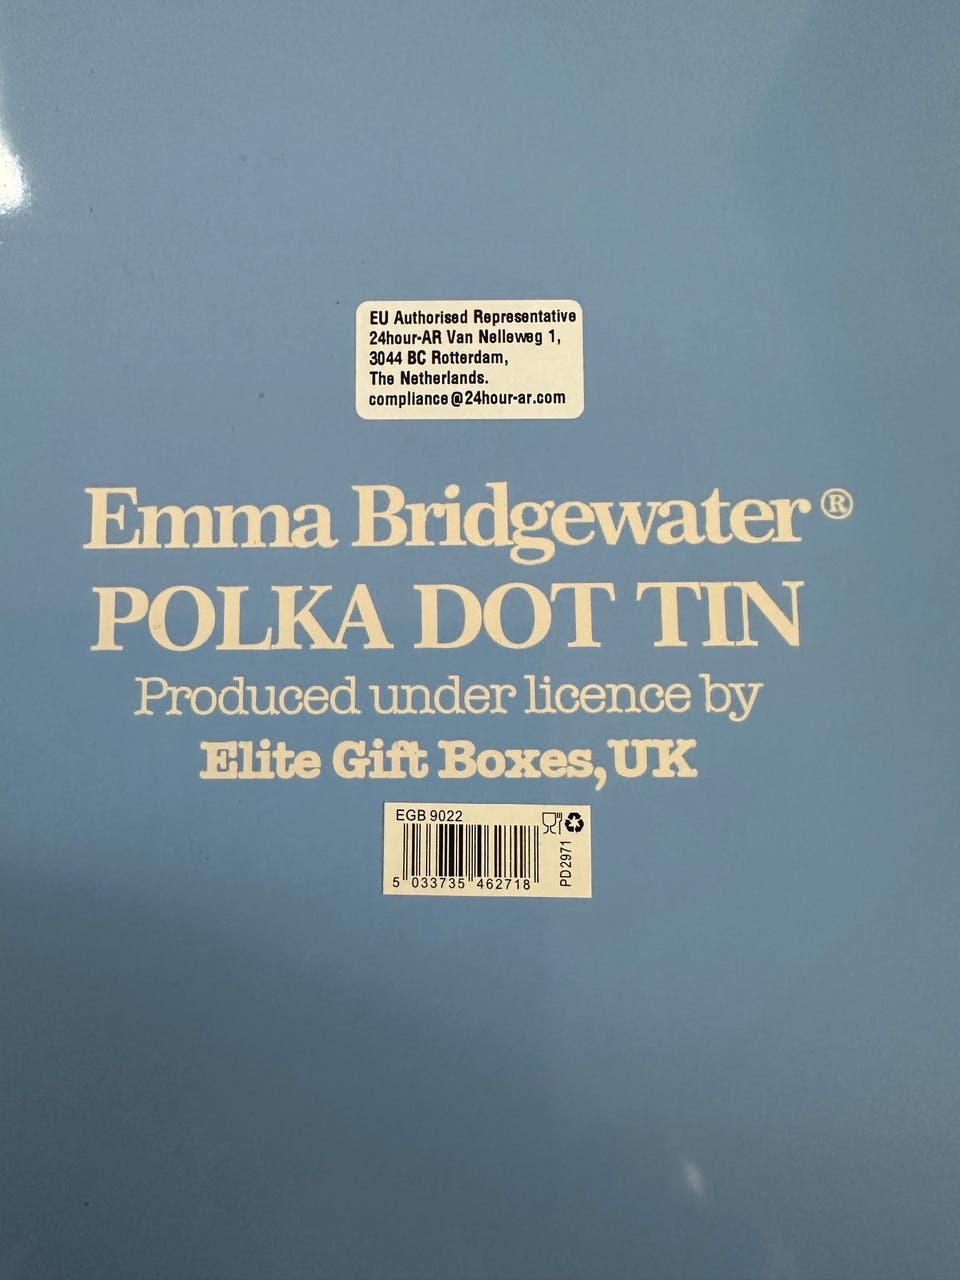 EU Authorised Representative
24hour-AR Van Nelleweg 1,
3044 BC Rotterdam,
The Netherlands.
compliance@24hour-ar.com
Emma Bridgewater®
POLKA DOT TIN
Produced under licence by
Elite Gift Boxes, UK
EGB 9022
PD2971
5 033735 462718